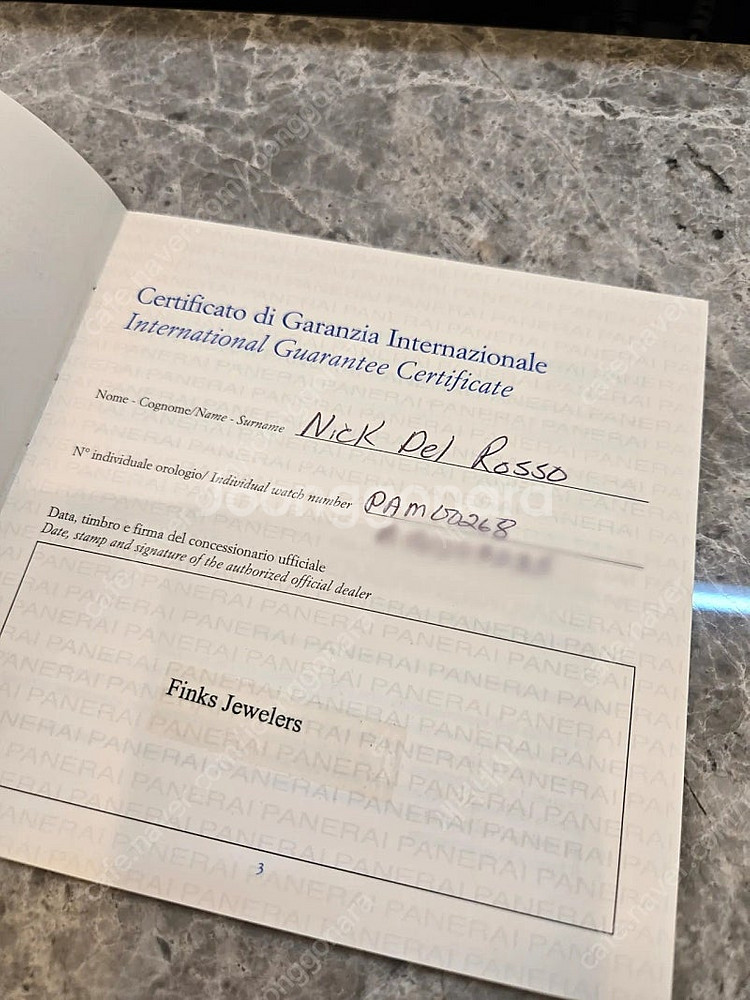 Certificato di Garanzia Internazionale
International Guarantee Certificate
Nome - Cognome/Name - Surname Nick Del Rosso
N° individuale orologio/ Individual watch number PAM00268
Data, timbro e firma del concessionario ufficiale
Date, stamp and signature of the authorized official dealer
Finks Jewelers
3
joonggonara